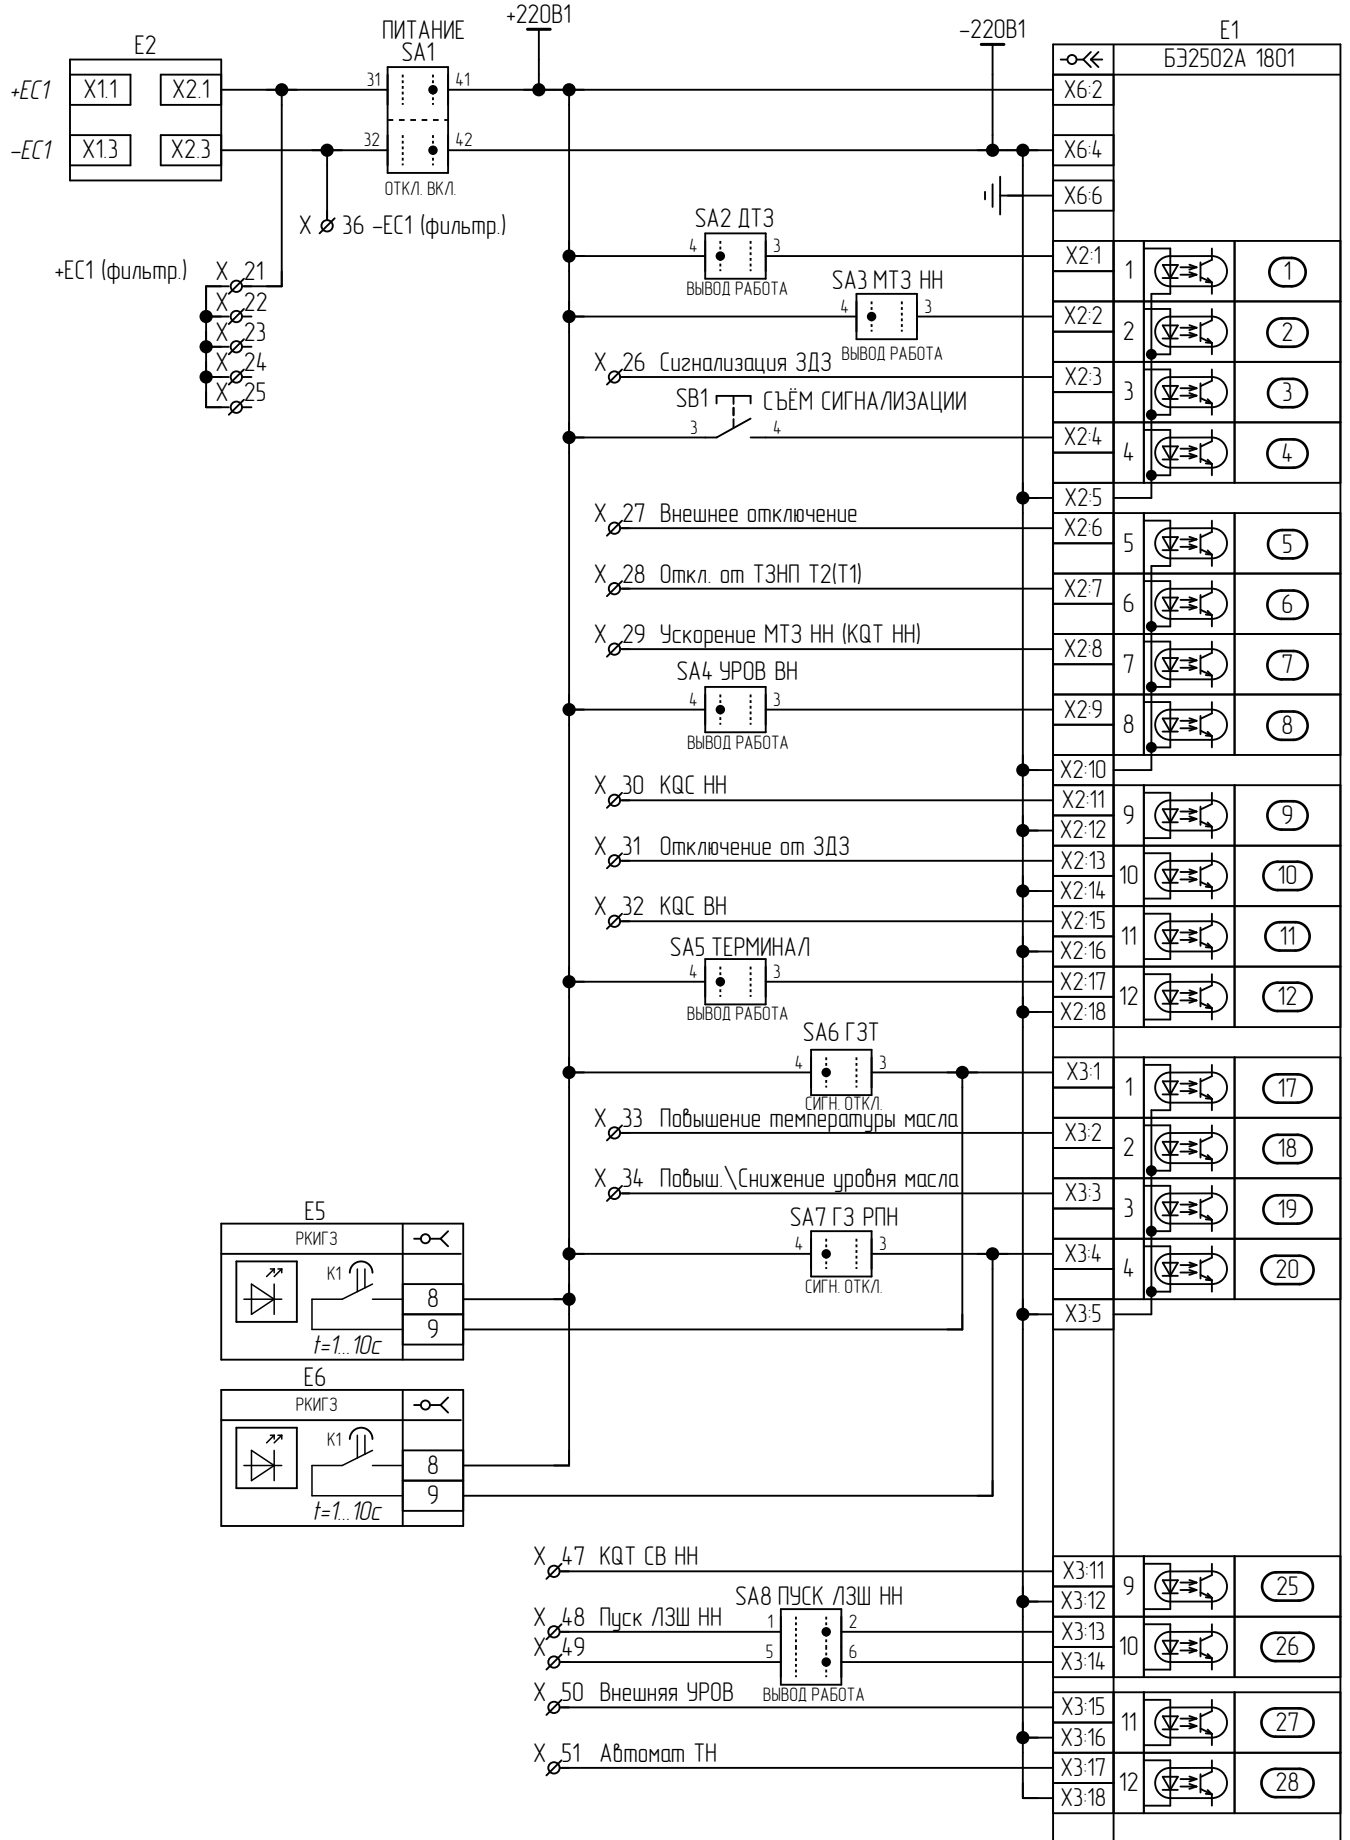 +220В1
ПИТАНИЕ
SA1
-220В1
E1
E2
БЭ2502А 1801
+EC1 X1.1 X2.1 31 41 X6:2
-EC1 X1.3 X2.3 32 42 X6:4
ОТКЛ. ВКЛ.
X6:6
X 36 -EC1 (фильтр.)
SA2 ДТЗ
4 3 X2:1 1 1
ВЫВОД РАБОТА
+EC1 (фильтр.) X 21
X 22
X 23
X 24
X 25
SA3 МТЗ НН
4 3 X2:2 2 2
ВЫВОД РАБОТА
X 26 Сигнализация ЗДЗ X2:3 3 3
SB1 СЪЁМ СИГНАЛИЗАЦИИ
3 4 X2:4 4 4
X2:5
X 27 Внешнее отключение X2:6 5 5
X 28 Откл. от ТЗНП Т2(Т1) X2:7 6 6
X 29 Ускорение МТЗ НН (KQT НН) X2:8 7 7
SA4 УРОВ ВН
4 3 X2:9 8 8
ВЫВОД РАБОТА
X2:10
X 30 KQC НН X2:11 9 9
X2:12
X 31 Отключение от ЗДЗ X2:13 10 10
X2:14
X 32 KQC ВН X2:15 11 11
X2:16
SA5 ТЕРМИНАЛ
4 3 X2:17 12 12
ВЫВОД РАБОТА X2:18
SA6 ГЗТ
4 3 X3:1 1 17
СИГН. ОТКЛ.
X 33 Повышение температуры масла X3:2 2 18
X 34 Повыш.\Снижение уровня масла X3:3 3 19
SA7 ГЗ РПН
4 3 X3:4 4 20
СИГН. ОТКЛ.
X3:5
E5
РКИГЗ
K1
8
9
t=1...10с
E6
РКИГЗ
K1
8
9
t=1...10с
X 47 KQT СВ НН X3:11 9 25
X3:12
SA8 ПУСК ЛЗШ НН
X 48 Пуск ЛЗШ НН 1 2 X3:13 10 26
X 49 5 6 X3:14
ВЫВОД РАБОТА
X 50 Внешняя УРОВ X3:15 11 27
X3:16
X 51 Автомат ТН X3:17 12 28
X3:18